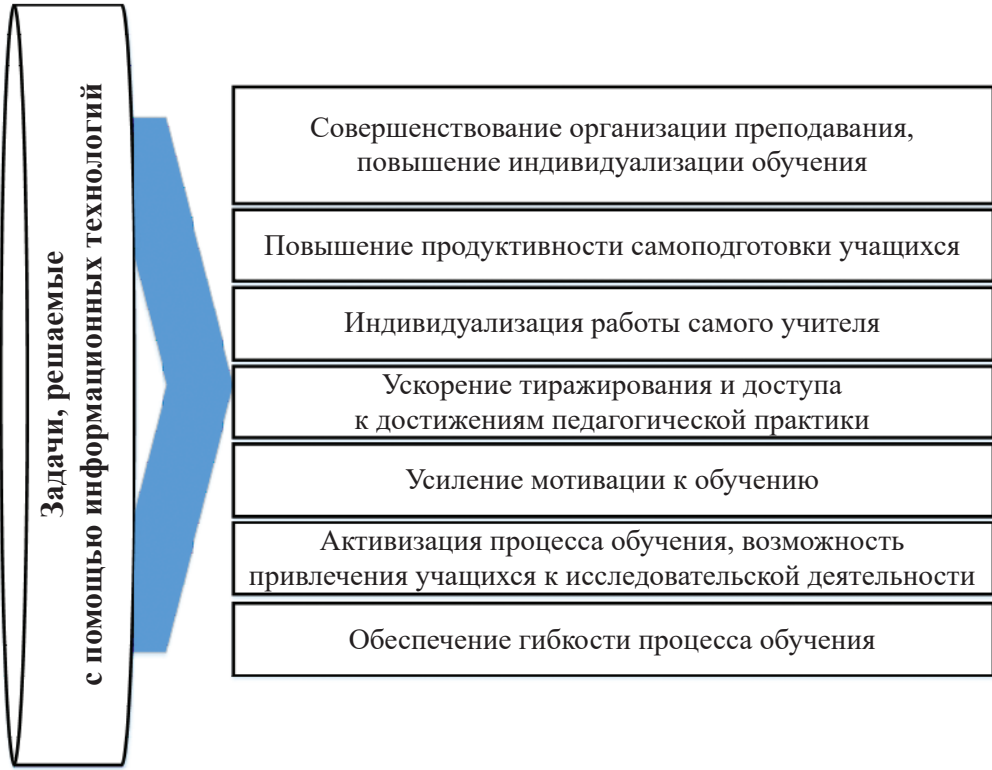 Задачи, решаемые
с помощью информационных технологий
Совершенствование организации преподавания,
повышение индивидуализации обучения
Повышение продуктивности самоподготовки учащихся
Индивидуализация работы самого учителя
Ускорение тиражирования и доступа
к достижениям педагогической практики
Усиление мотивации к обучению
Активизация процесса обучения, возможность
привлечения учащихся к исследовательской деятельности
Обеспечение гибкости процесса обучения